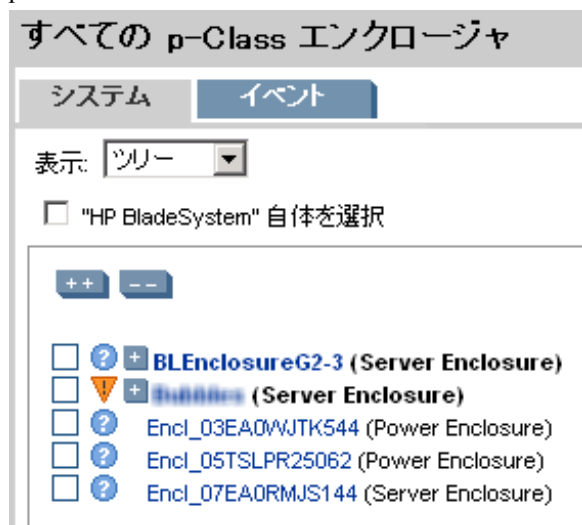 すべての p-Class エンクロージャ
システム イベント
表示: ツリー
"HP BladeSystem" 自体を選択
++ --
? + BLEnclosureG2-3 (Server Enclosure)
! + (Server Enclosure)
? Encl_03EA0WJTK544 (Power Enclosure)
? Encl_05TSLPR25062 (Power Enclosure)
? Encl_07EA0RMJS144 (Server Enclosure)